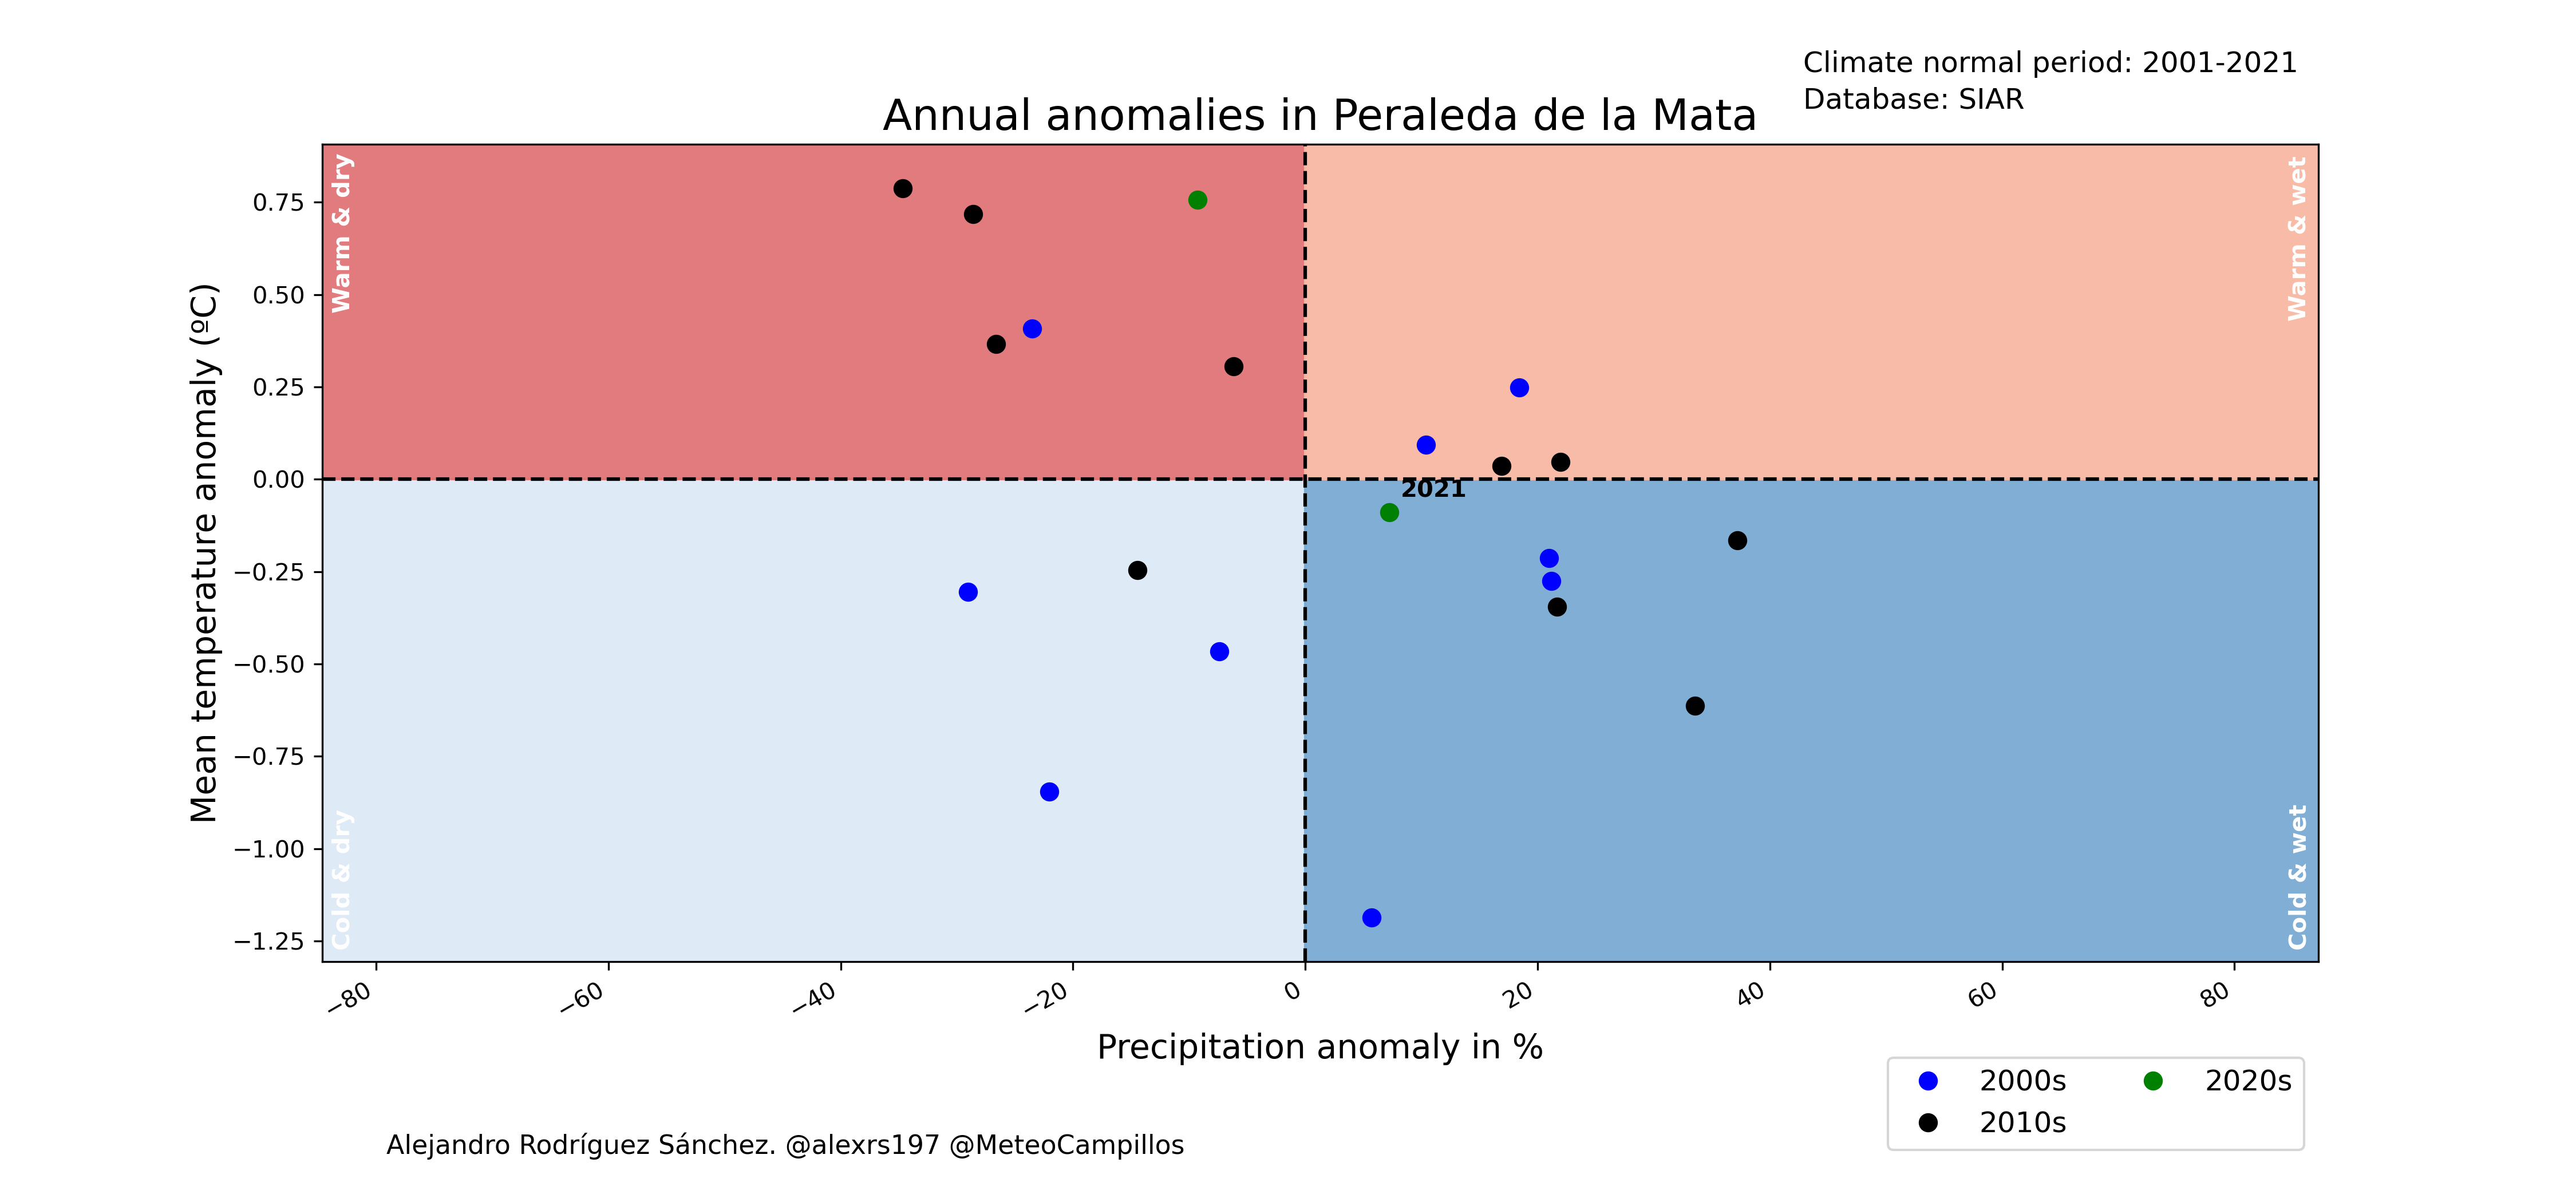 Climate normal period: 2001-2021
Database: SIAR
Annual anomalies in Peraleda de la Mata
Warm & dry
Warm & wet
Mean temperature anomaly (ºC)
0.75
0.50
0.25
0.00
−0.25
−0.50
−0.75
−1.00
−1.25
2021
Cold & dry
Cold & wet
−80
−60
−40
−20
0
20
40
60
80
Precipitation anomaly in %
2000s
2020s
2010s
Alejandro Rodríguez Sánchez. @alexrs197 @MeteoCampillos